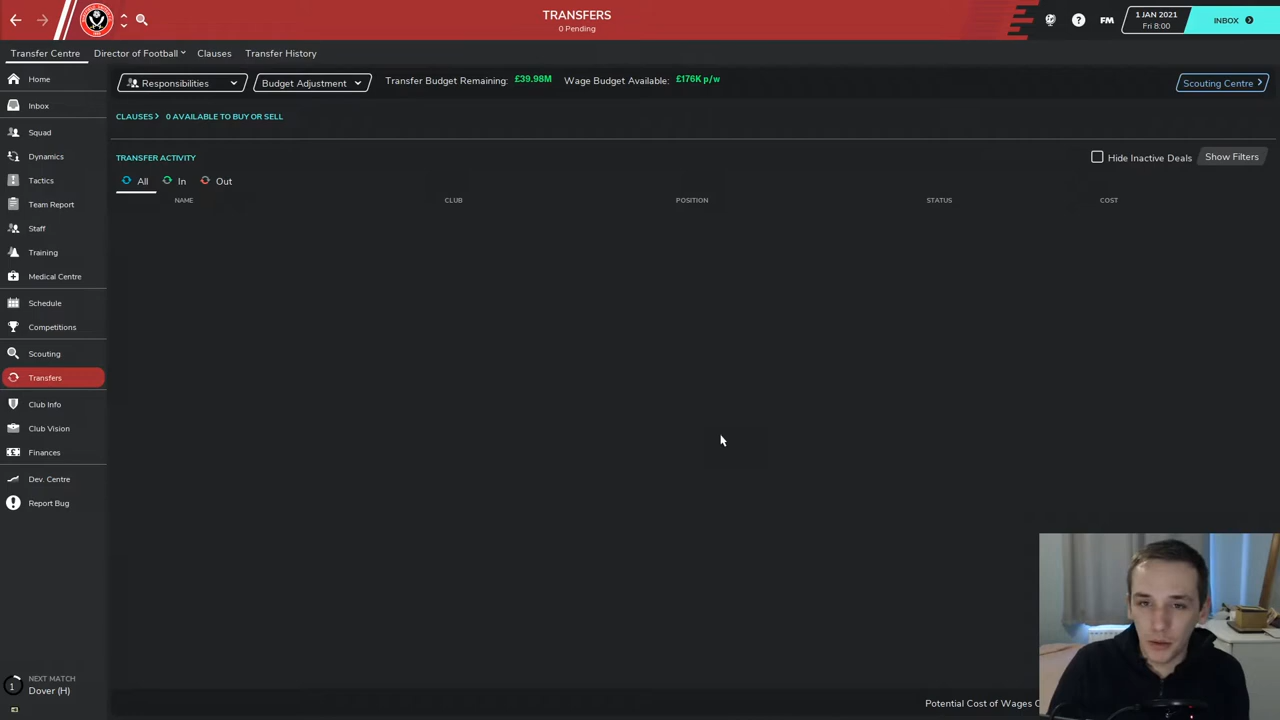 TRANSFERS
0 Pending
FM
1 JAN 2021
Fri 8:00
INBOX
Transfer Centre
Director of Football
Clauses
Transfer History
Home
Inbox
Squad
Dynamics
Tactics
Team Report
Staff
Training
Medical Centre
Schedule
Competitions
Scouting
Transfers
Club Info
Club Vision
Finances
Dev. Centre
Report Bug
1
NEXT MATCH
Dover (H)
Responsibilities
Budget Adjustment
Transfer Budget Remaining: £39.98M
Wage Budget Available: £176K p/w
Scouting Centre
CLAUSES 0 AVAILABLE TO BUY OR SELL
TRANSFER ACTIVITY
Hide Inactive Deals
Show Filters
All In Out
NAME CLUB POSITION STATUS COST
Potential Cost of Wages